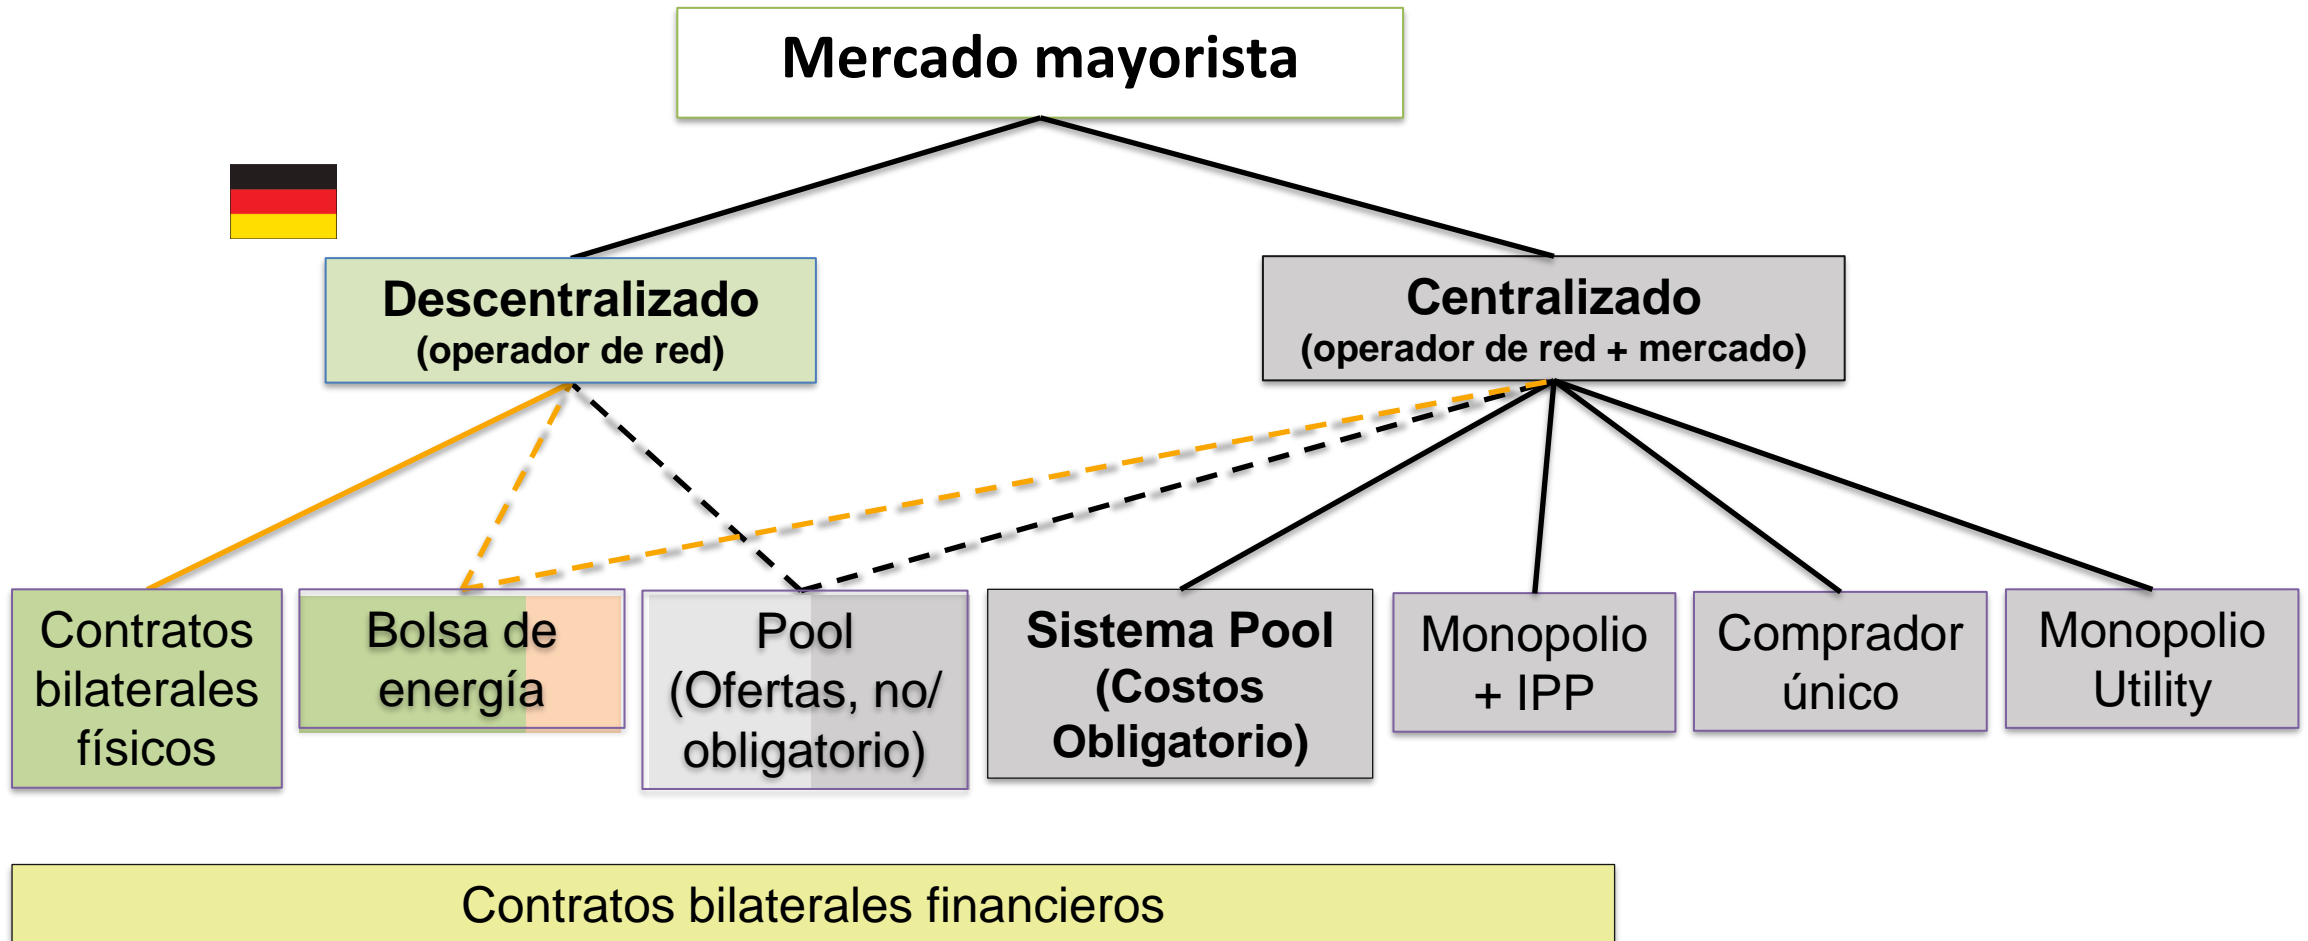 Mercado mayorista
Descentralizado
(operador de red)
Centralizado
(operador de red + mercado)
Contratos
bilaterales
físicos
Bolsa de
energía
Pool
(Ofertas, no/
obligatorio)
Sistema Pool
(Costos
Obligatorio)
Monopolio
+ IPP
Comprador
único
Monopolio
Utility
Contratos bilaterales financieros